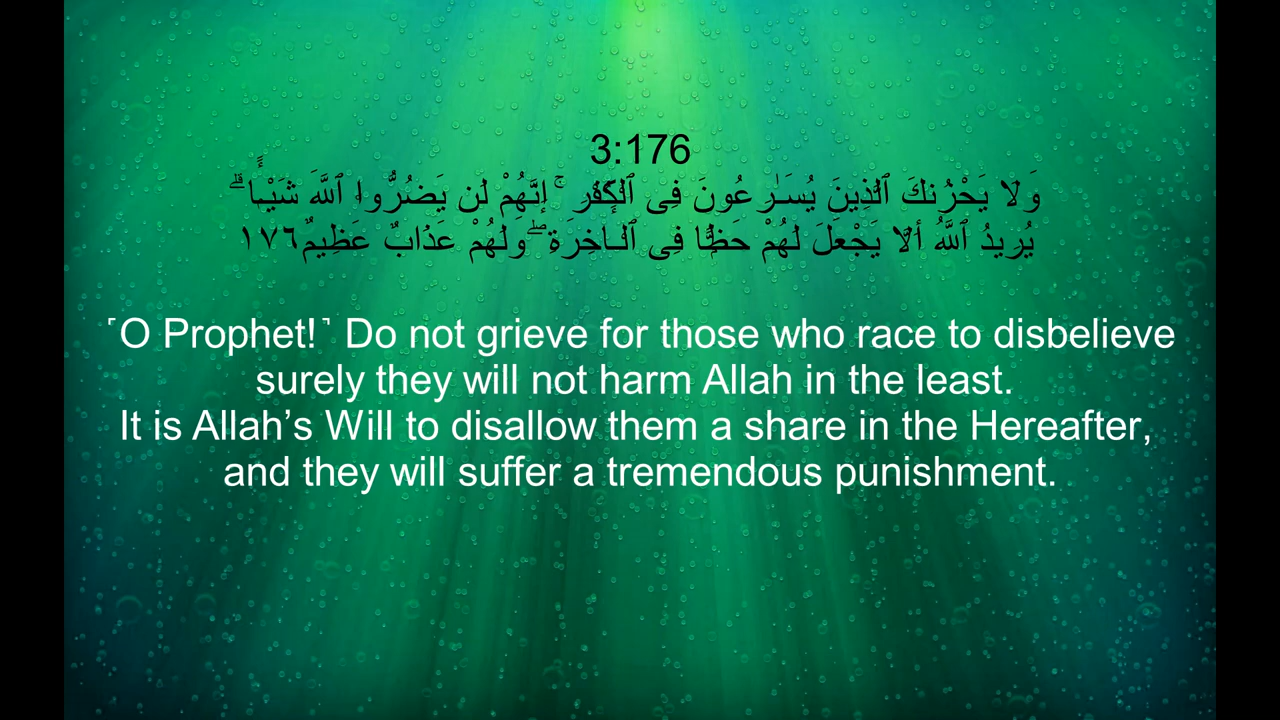 3:176
وَلَا يَحْزُنكَ ٱلَّذِينَ يُسَـٰرِعُونَ فِى ٱلْكُفْرِ ۚ إِنَّهُمْ لَن يَضُرُّوا۟ ٱللَّهَ شَيْـًۭٔا ۗ
يُرِيدُ ٱللَّهُ أَلَّا يَجْعَلَ لَهُمْ حَظًّۭا فِى ٱلْـَٔاخِرَةِ ۖ وَلَهُمْ عَذَابٌ عَظِيمٌ ١٧٦
˹O Prophet!˺ Do not grieve for those who race to disbelieve
surely they will not harm Allah in the least.
It is Allah’s Will to disallow them a share in the Hereafter,
and they will suffer a tremendous punishment.